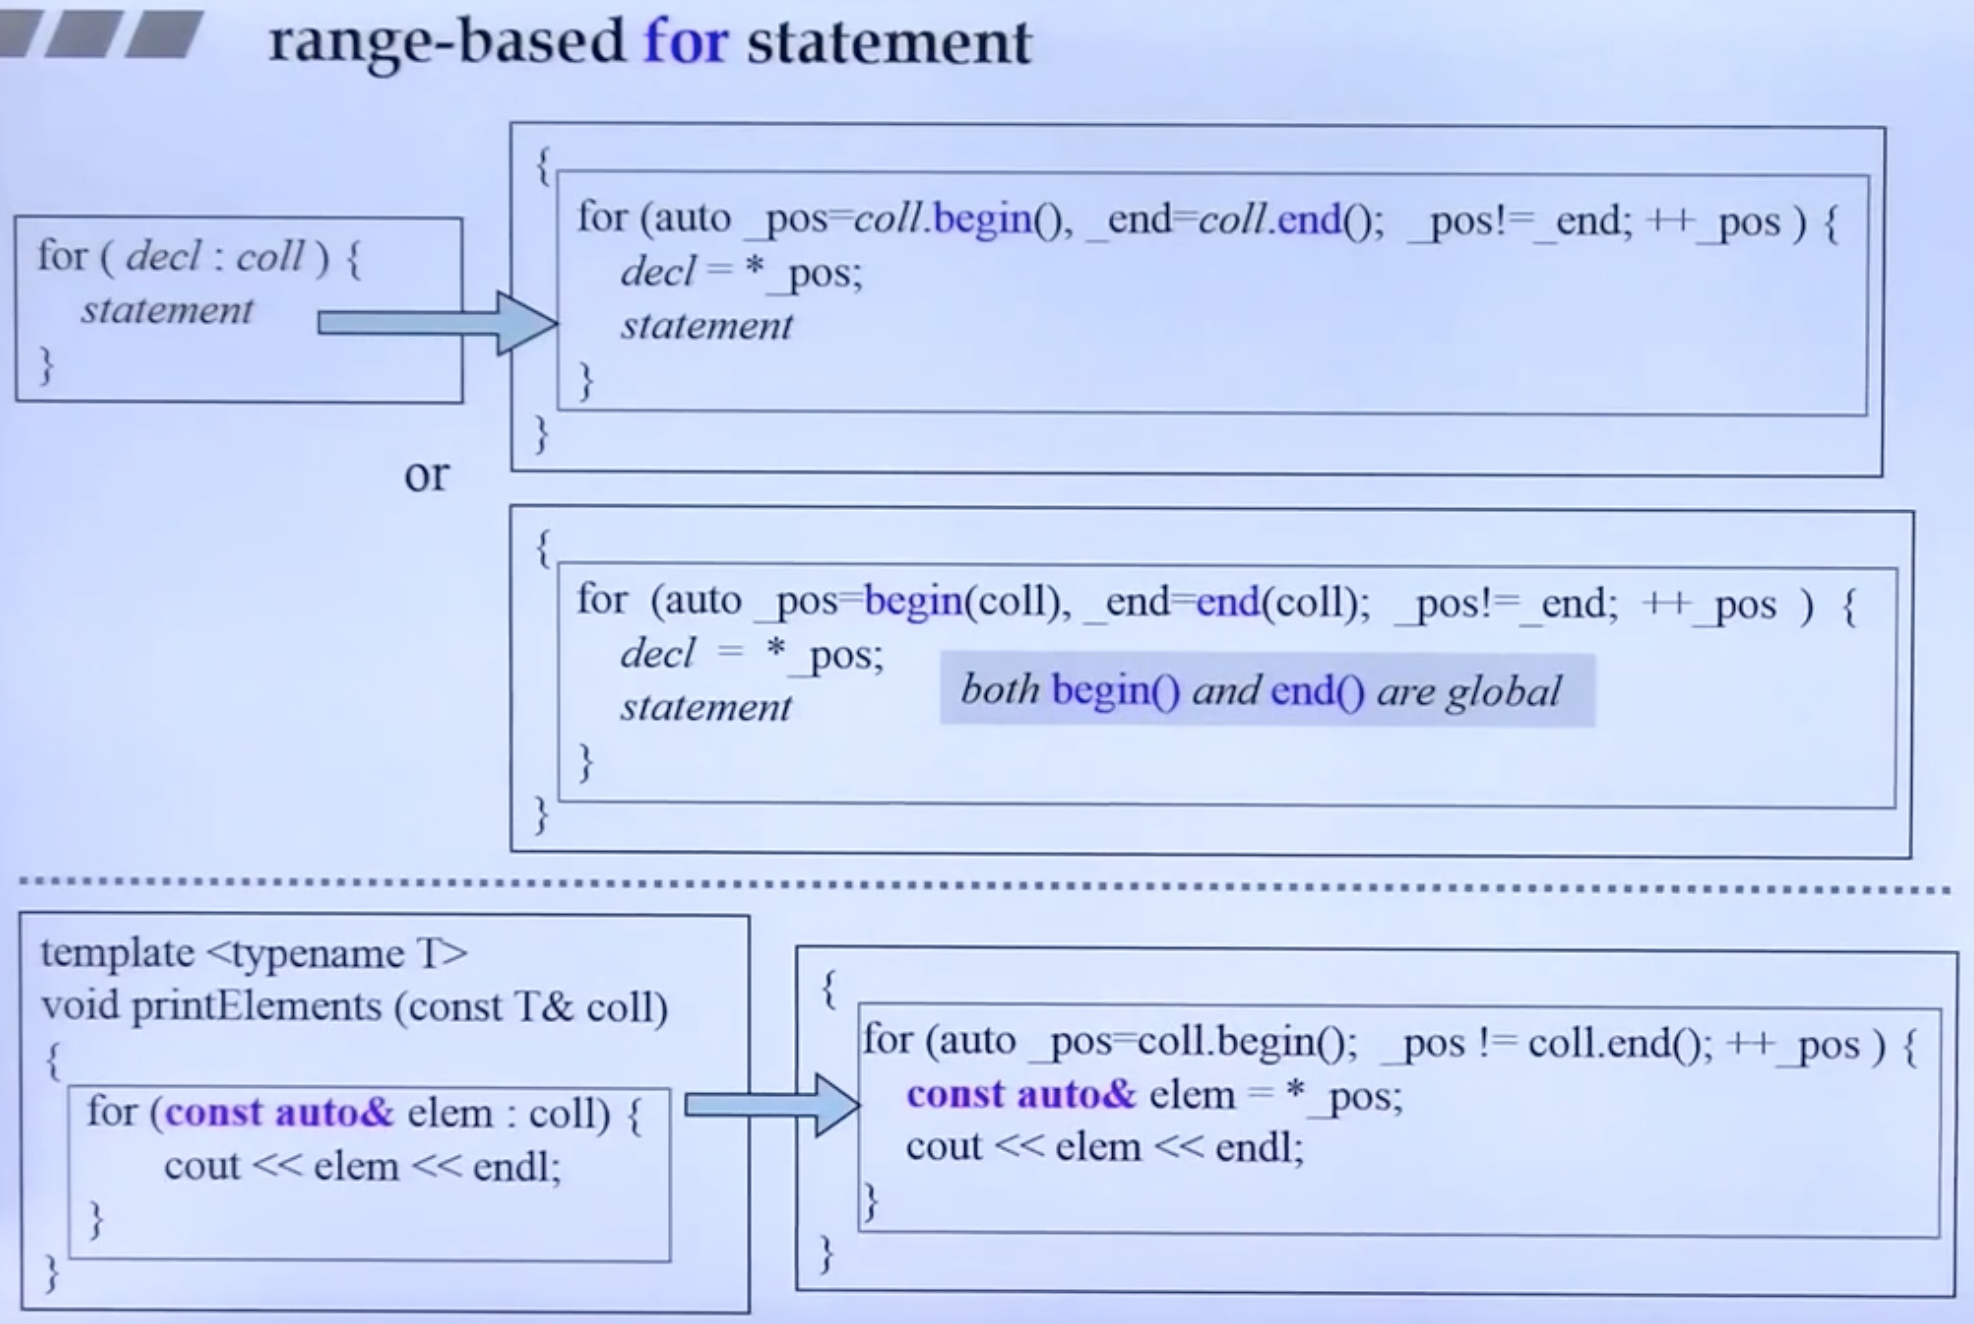 range-based for statement
for ( decl : coll ) {
statement
}
{
for (auto _pos=coll.begin(), _end=coll.end(); _pos!=_end; ++_pos ) {
decl = *_pos;
statement
}
}
or
{
for (auto _pos=begin(coll), _end=end(coll); _pos!=_end; ++_pos ) {
decl = *_pos;
statement
both begin() and end() are global
}
}
template <typename T>
void printElements (const T& coll)
{
for (const auto& elem : coll) {
cout << elem << endl;
}
}
{
for (auto _pos=coll.begin(); _pos != coll.end(); ++_pos ) {
const auto& elem = *_pos;
cout << elem << endl;
}
}